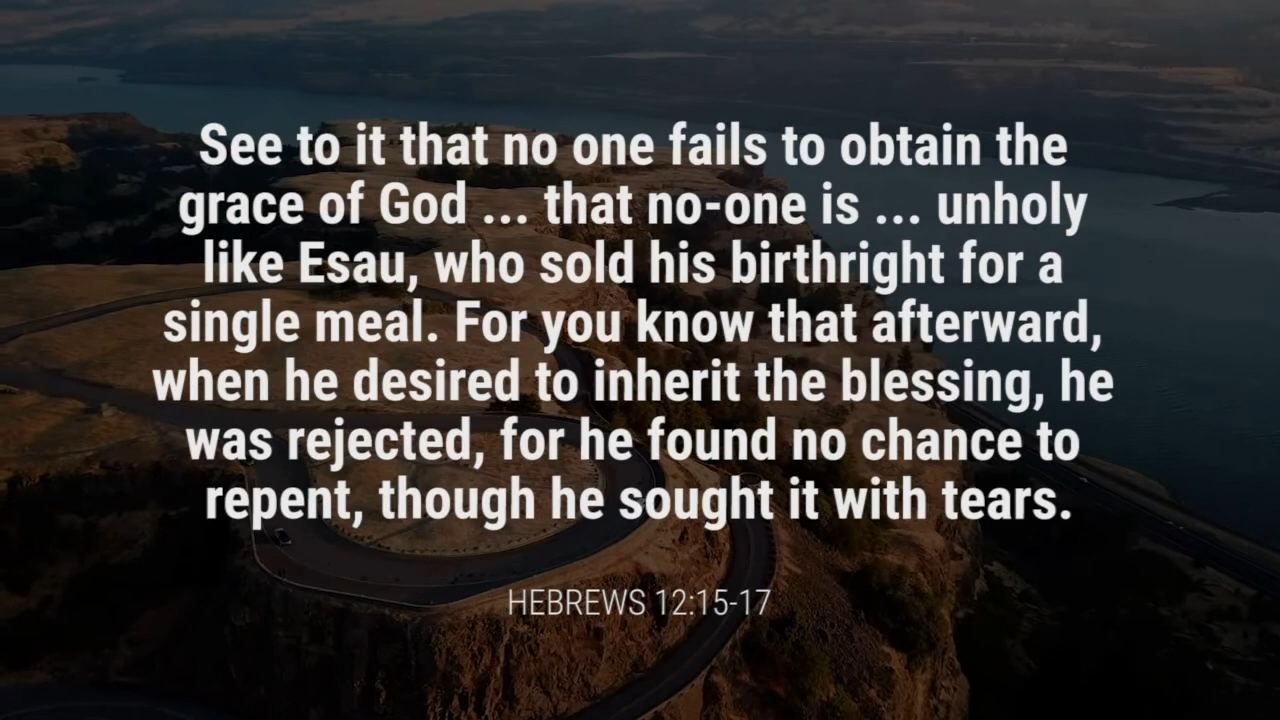 See to it that no one fails to obtain the
grace of God ... that no-one is ... unholy
like Esau, who sold his birthright for a
single meal. For you know that afterward,
when he desired to inherit the blessing, he
was rejected, for he found no chance to
repent, though he sought it with tears.
HEBREWS 12:15-17